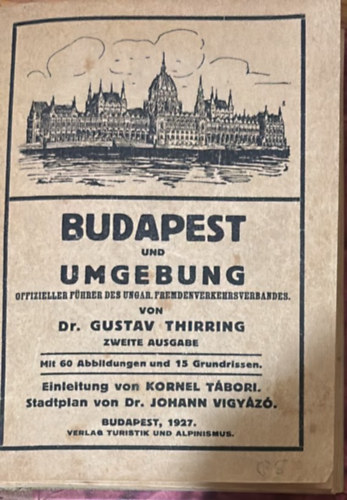 BUDAPEST
UND
UMGEBUNG
OFFIZIELLER FÜHRER DES UNGAR. FREMDENVERKEHRSVERBANDES.
VON
Dr. GUSTAV THIRRING
ZWEITE AUSGABE
Mit 60 Abbildungen und 15 Grundrissen.
Einleitung von KORNEL TÁBORI.
Stadtplan von Dr. JOHANN VIGYÁZÓ.
BUDAPEST, 1927.
VERLAG TURISTIK UND ALPINISMUS.